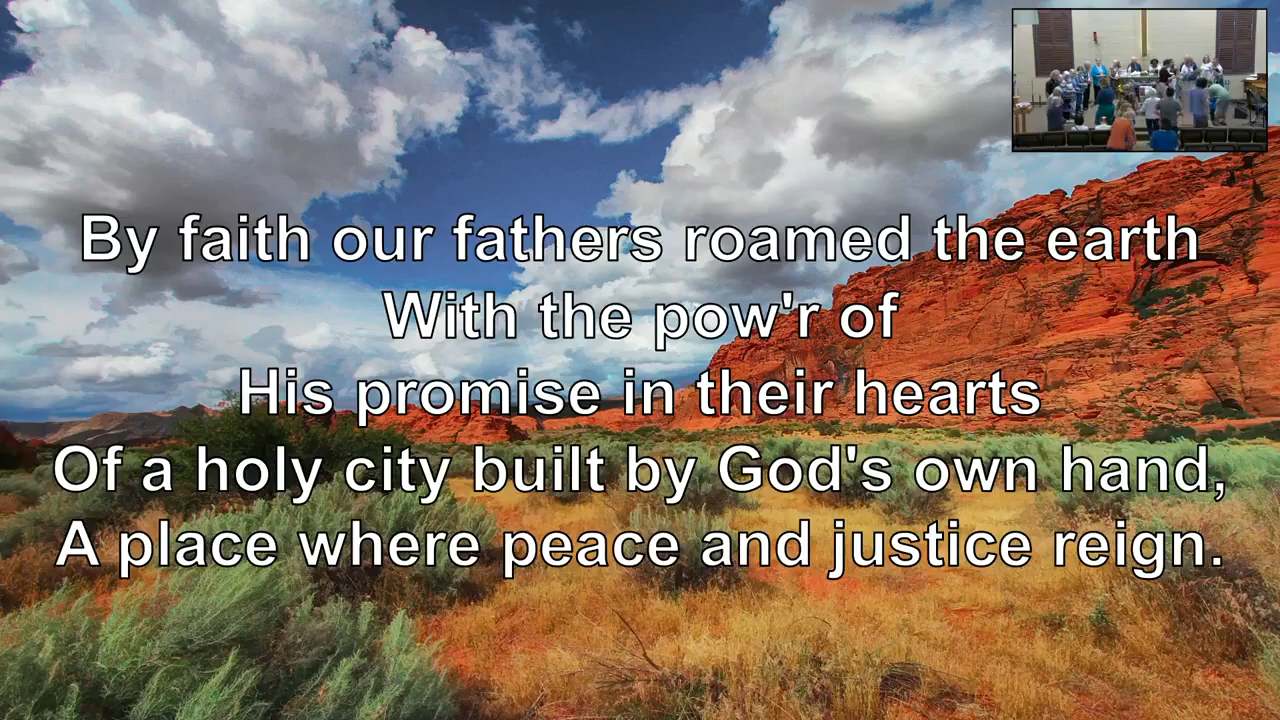 By faith our fathers roamed the earth
With the pow'r of
His promise in their hearts
Of a holy city built by God's own hand,
A place where peace and justice reign.